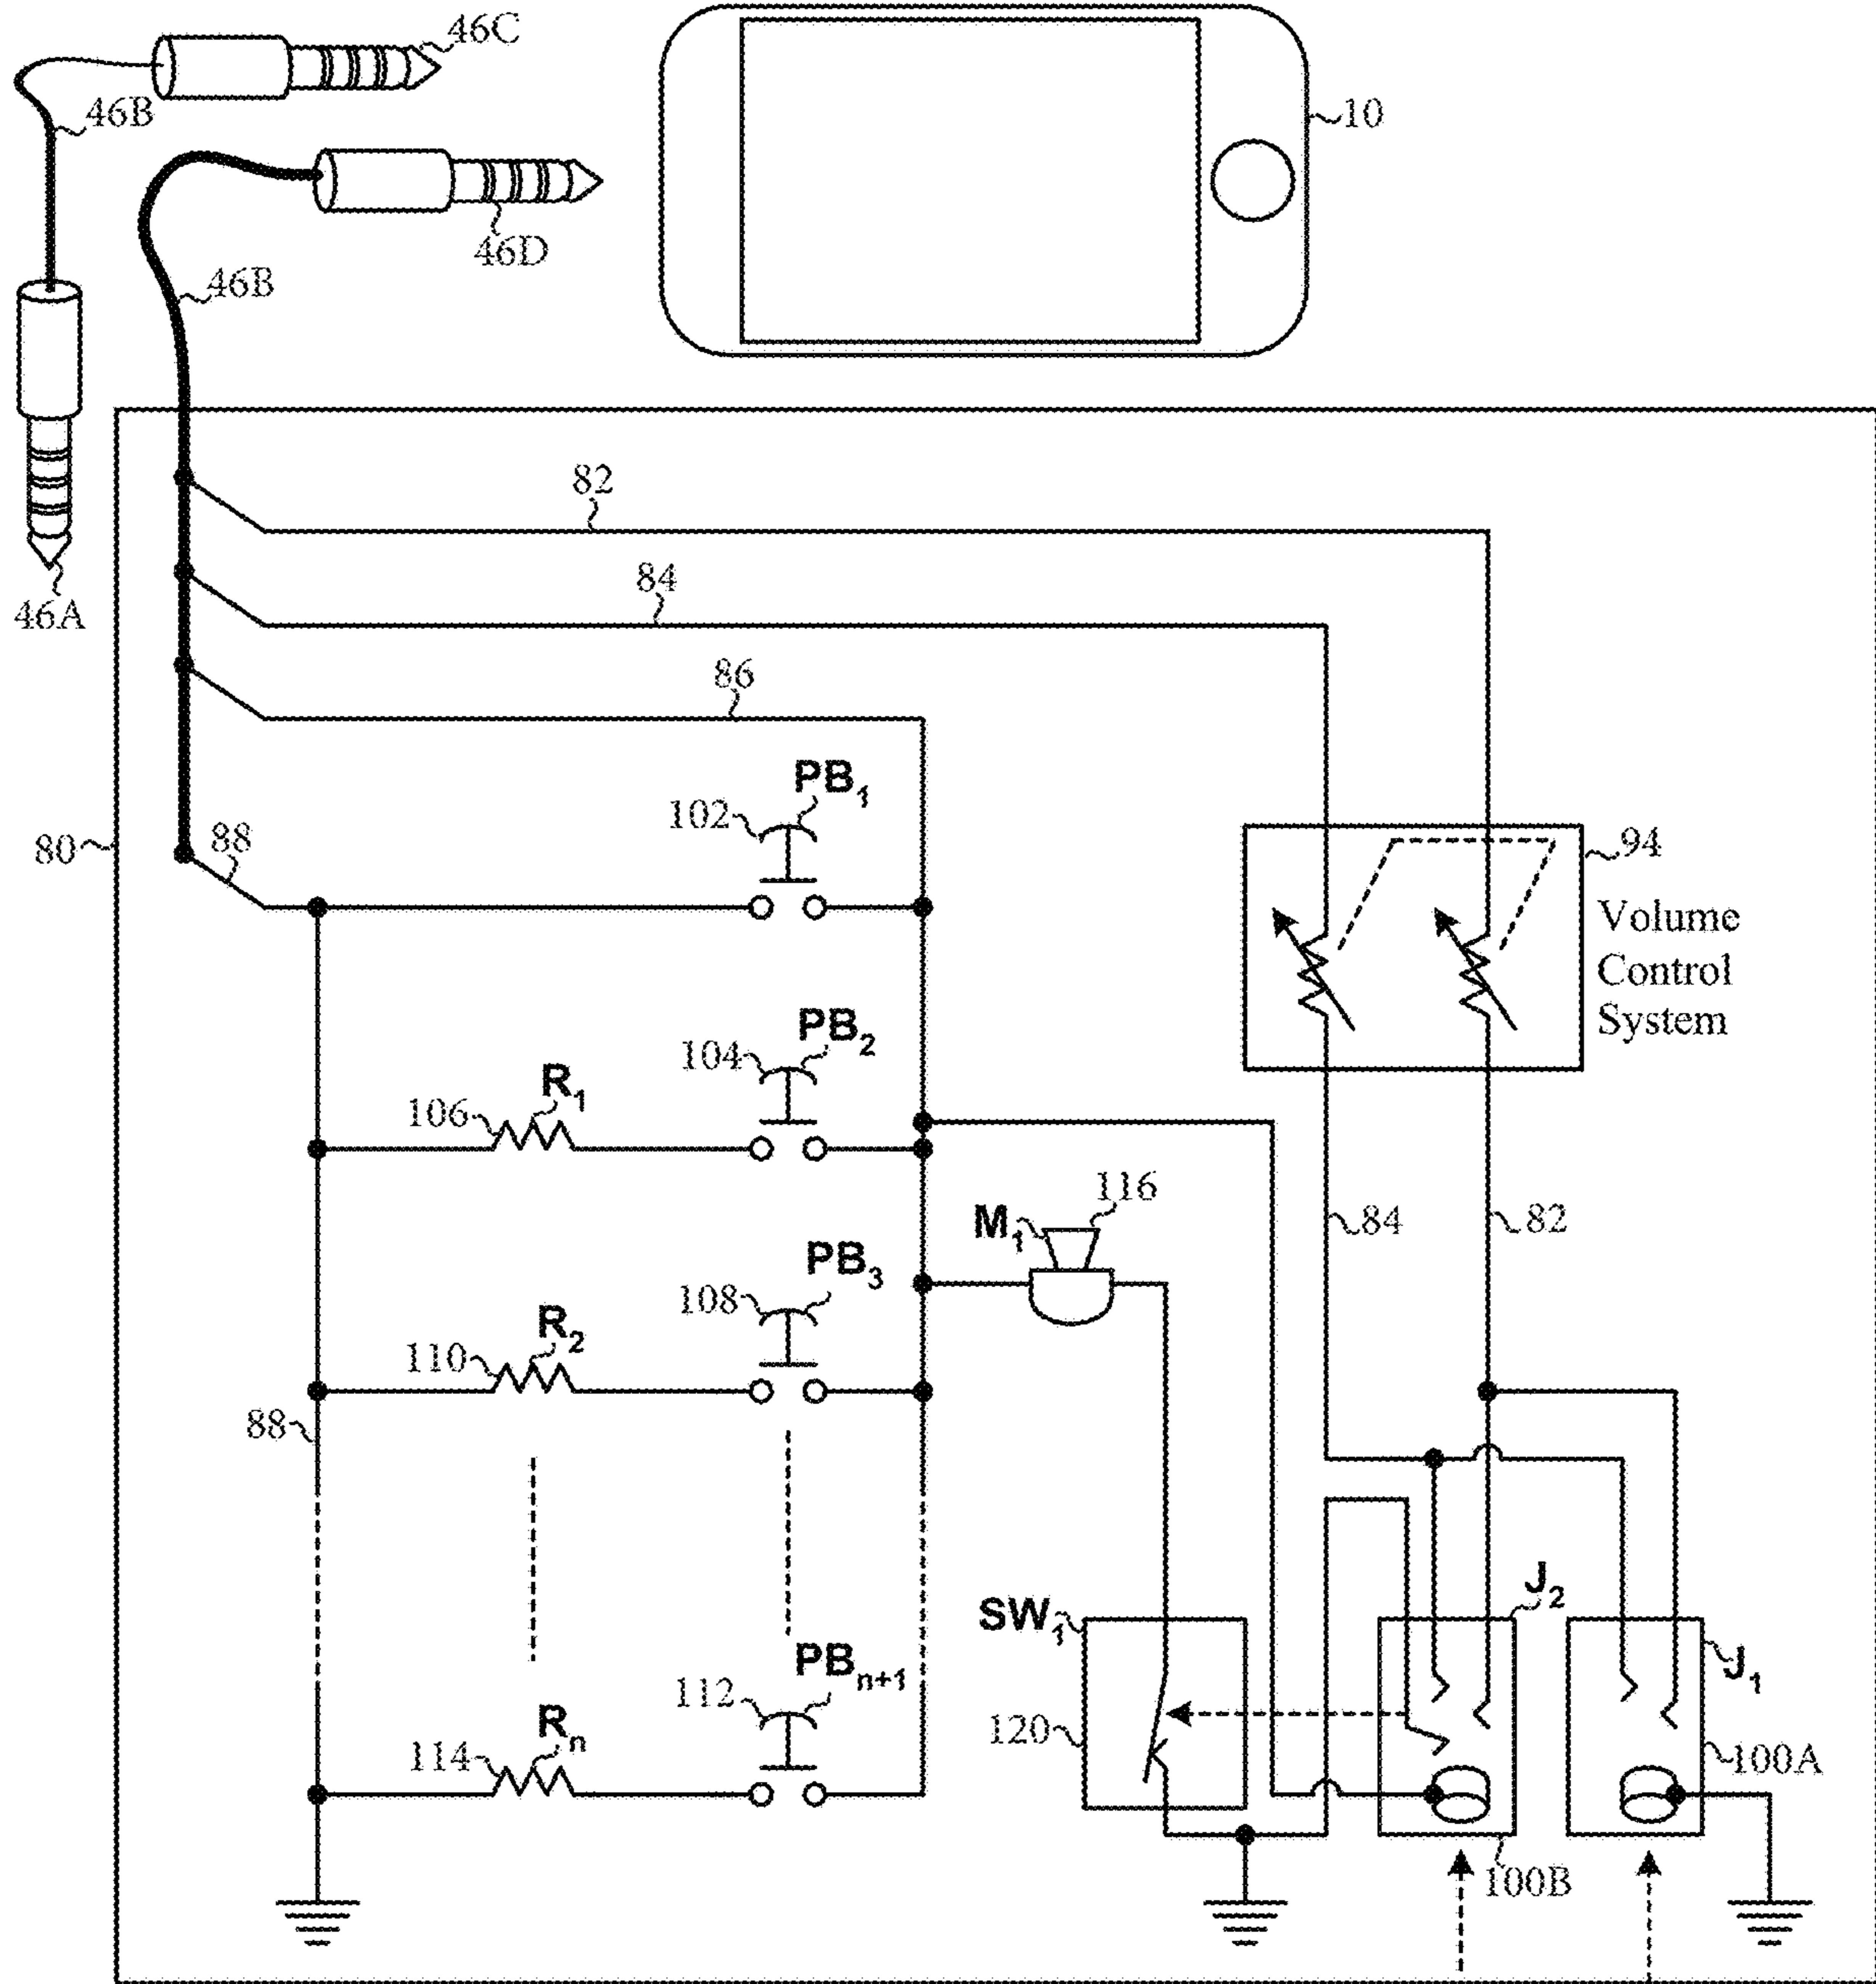 46C
46B
10
46D
46B
46A
82
84
86
PB1
102
88
80
94
Volume
Control
System
PB2
104
R1
106
116
M1
84
82
PB3
108
R2
110
88
J2
SW1
PBn+1
J1
112
Rn
120
114
100A
100B